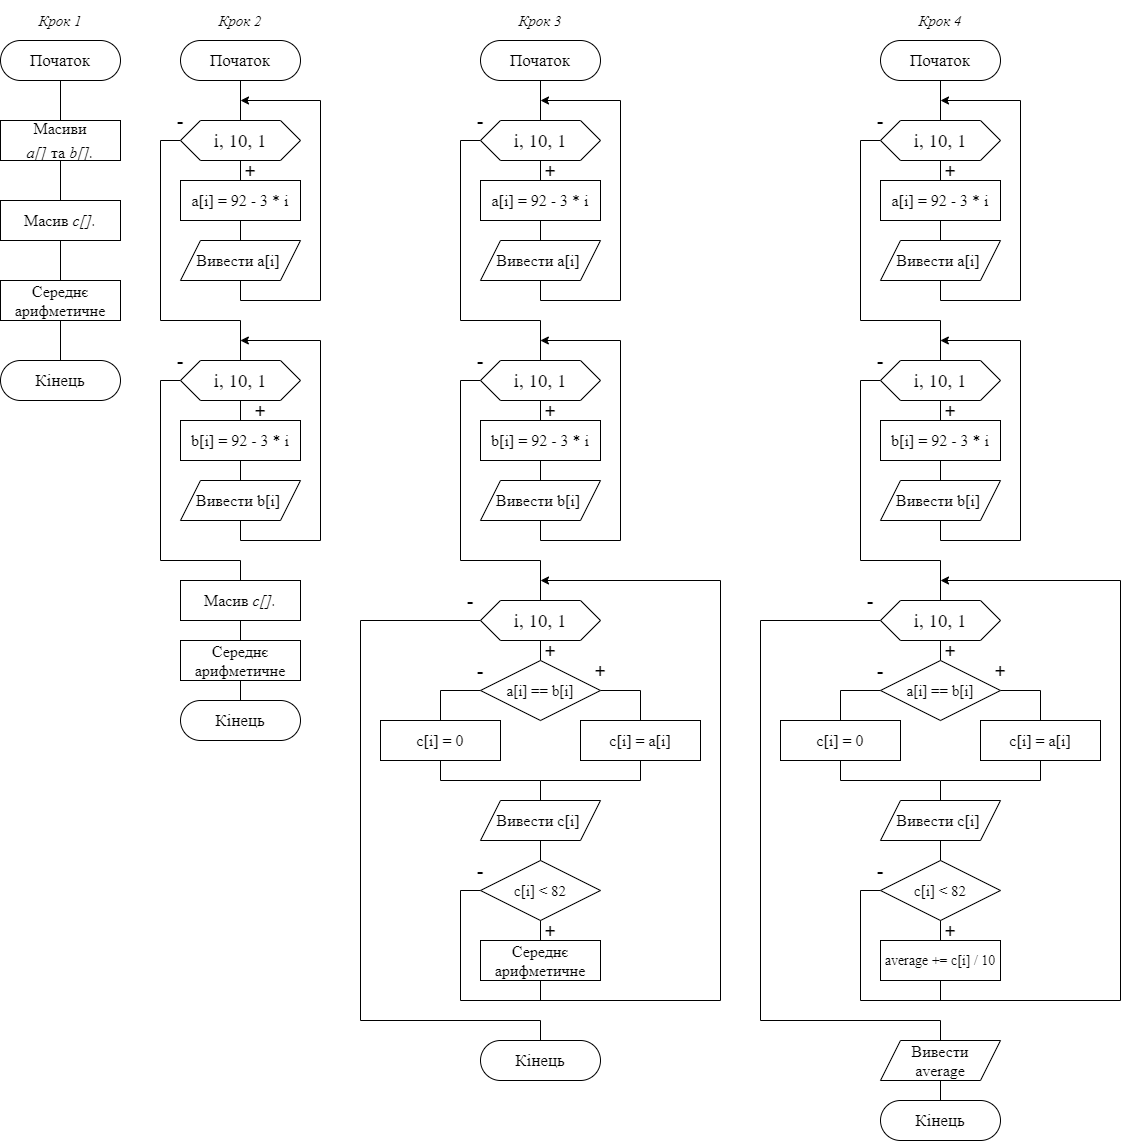 Крок 1
Початок
Масиви
a[] та b[].
Масив c[].
Середнє
арифметичне
Кінець
Крок 2
Початок
-
i, 10, 1
+
a[i] = 92 - 3 * i
Вивести a[i]
-
i, 10, 1
+
b[i] = 92 - 3 * i
Вивести b[i]
Масив c[].
Середнє
арифметичне
Кінець
Крок 3
Початок
-
i, 10, 1
+
a[i] = 92 - 3 * i
Вивести a[i]
-
i, 10, 1
+
b[i] = 92 - 3 * i
Вивести b[i]
-
i, 10, 1
+
-
+
a[i] == b[i]
c[i] = 0
c[i] = a[i]
Вивести c[i]
-
c[i] < 82
+
Середнє
арифметичне
Кінець
Крок 4
Початок
-
i, 10, 1
+
a[i] = 92 - 3 * i
Вивести a[i]
-
i, 10, 1
+
b[i] = 92 - 3 * i
Вивести b[i]
-
i, 10, 1
+
-
+
a[i] == b[i]
c[i] = 0
c[i] = a[i]
Вивести c[i]
-
c[i] < 82
+
average += c[i] / 10
Вивести
average
Кінець